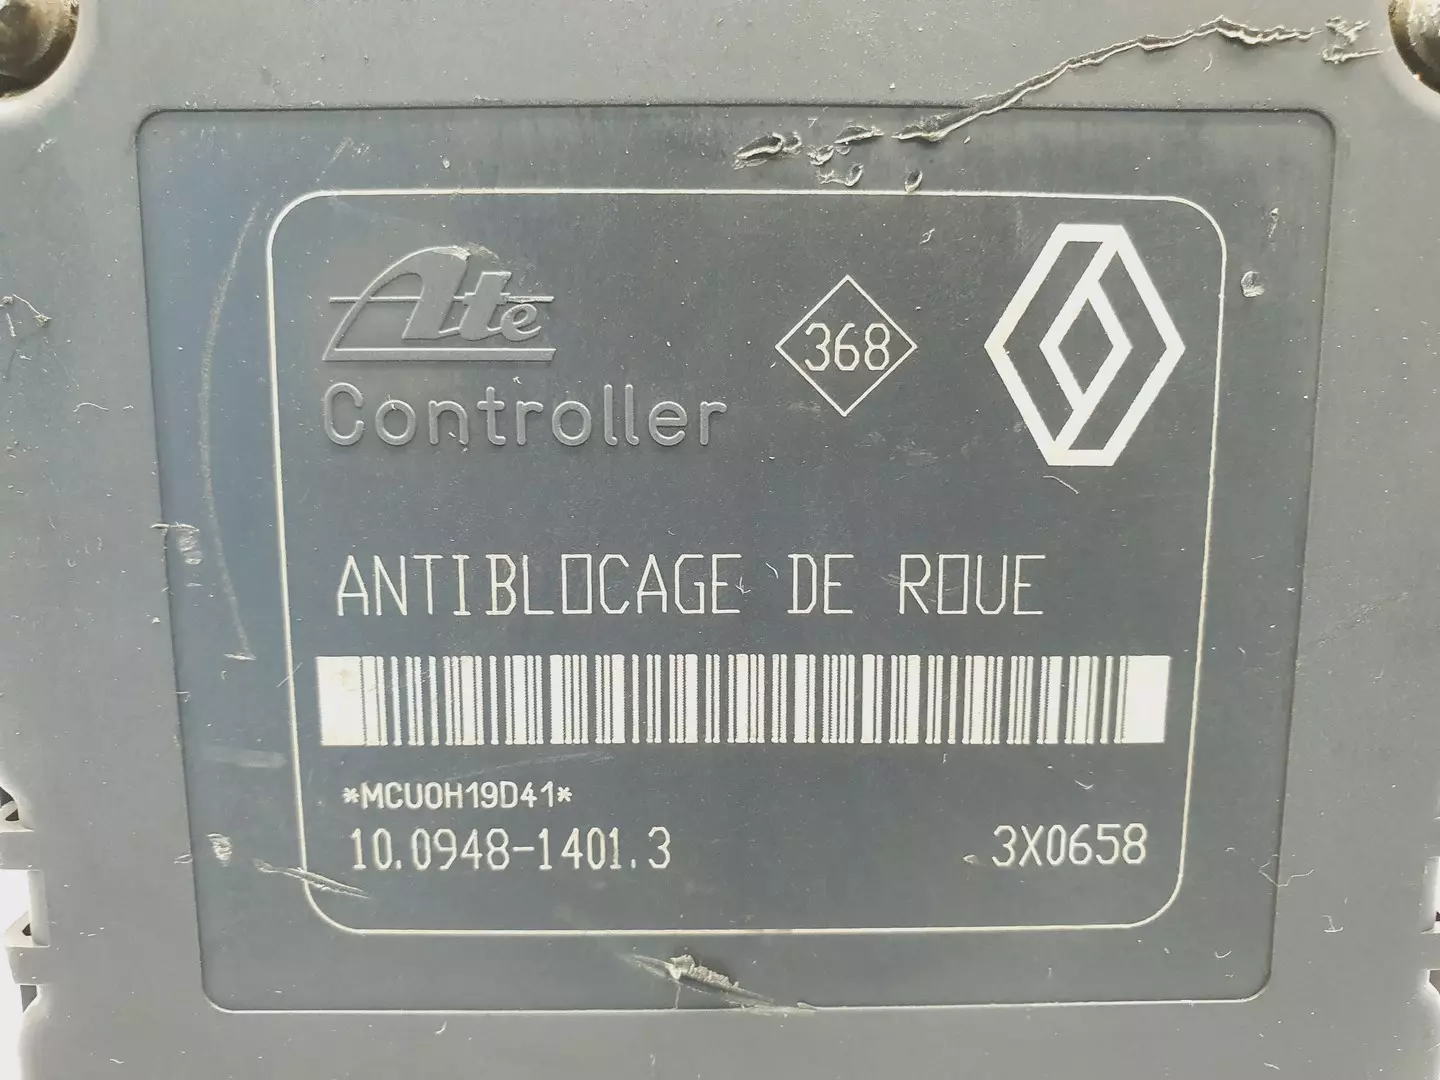 Ate
Controller
368
ANTIBLOCAGE DE ROUE
*MCU0H19D41*
10.0948-1401.3
3X0658